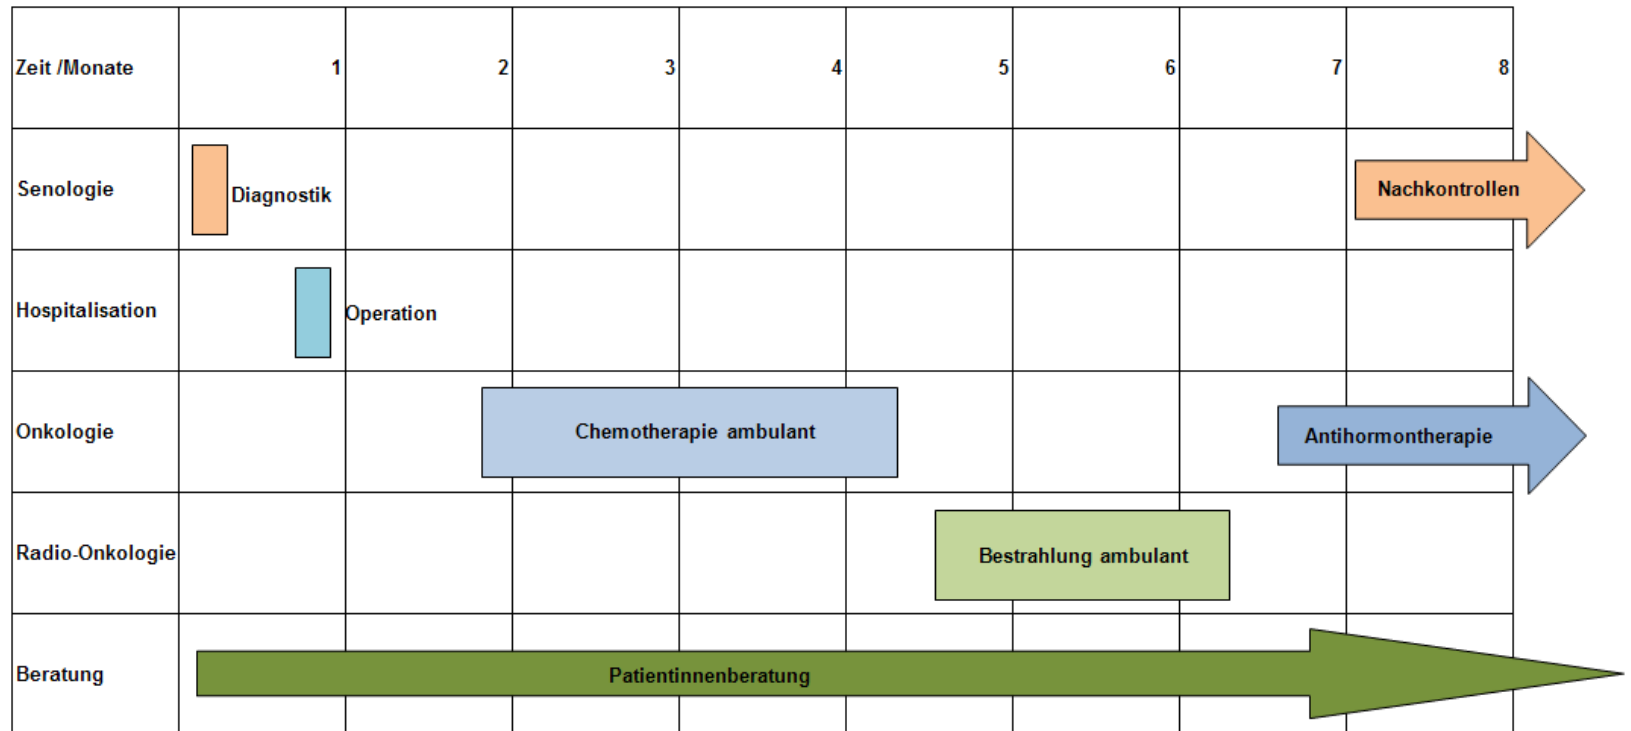 Zeit /Monate 1 2 3 4 5 6 7 8
Senologie Diagnostik Nachkontrollen
Hospitalisation Operation
Onkologie Chemotherapie ambulant Antihormontherapie
Radio-Onkologie Bestrahlung ambulant
Beratung Patientinnenberatung